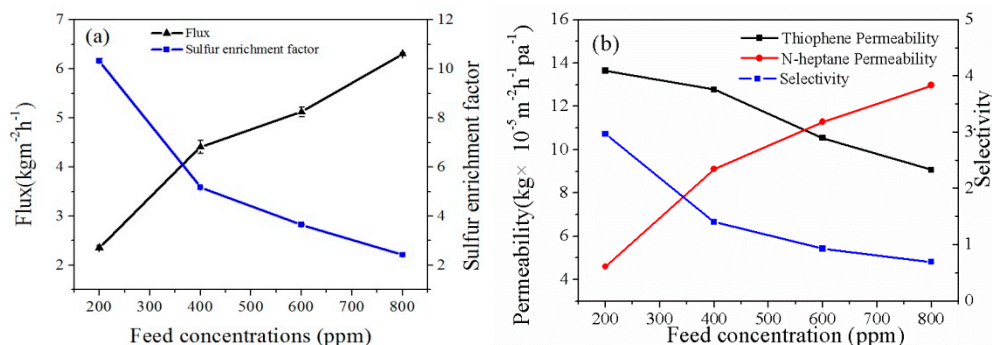 (a)
Flux
Sulfur enrichment factor
7
6
5
4
3
2
12
10
8
6
4
2
200 300 400 500 600 700 800
Feed concentrations (ppm)
Flux(kgm⁻²h⁻¹)
Sulfur enrichment factor
(b)
Thiophene Permeability
N-heptane Permeability
Selectivity
16
14
12
10
8
6
4
5
4
3
2
1
0
200 300 400 500 600 700 800
Feed concentration (ppm)
Permeability(kg× 10⁻⁵ m⁻²h⁻¹pa⁻¹)
Selectivity